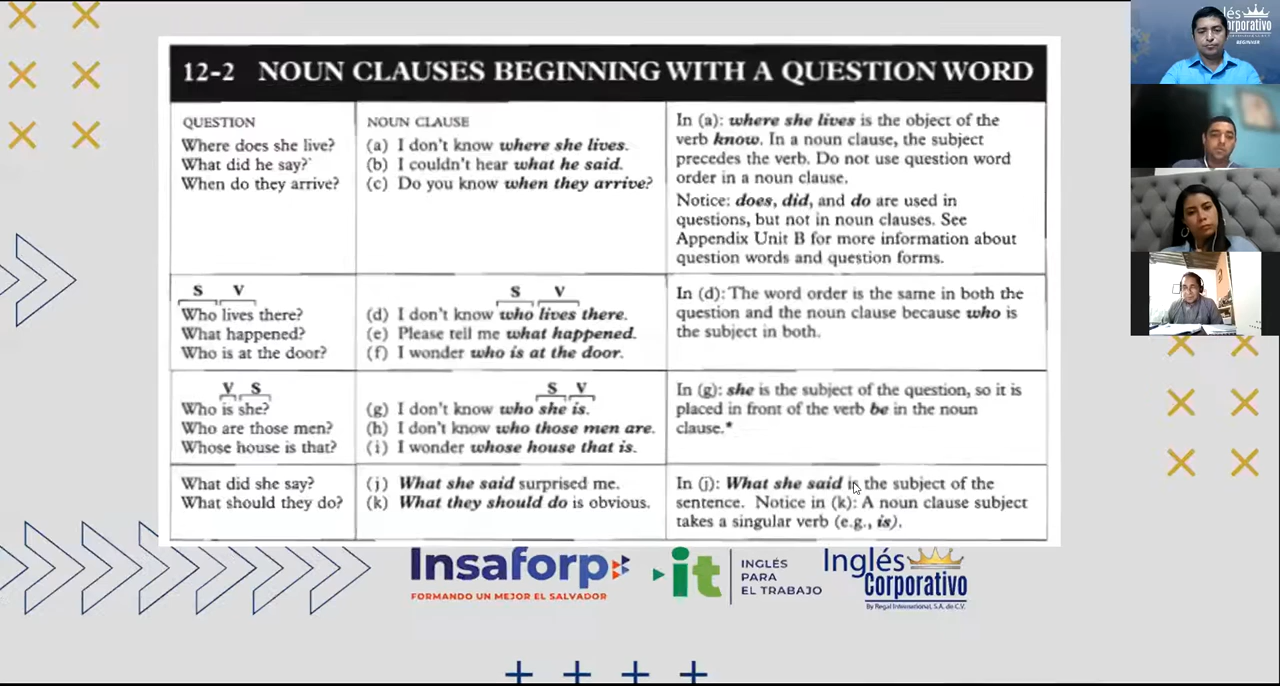 12-2 NOUN CLAUSES BEGINNING WITH A QUESTION WORD
QUESTION
Where does she live?
What did he say?
When do they arrive?
NOUN CLAUSE
(a) I don't know where she lives.
(b) I couldn't hear what he said.
(c) Do you know when they arrive?
In (a): where she lives is the object of the
verb know. In a noun clause, the subject
precedes the verb. Do not use question word
order in a noun clause.
Notice: does, did, and do are used in
questions, but not in noun clauses. See
Appendix Unit B for more information about
question words and question forms.
S V
Who lives there?
What happened?
Who is at the door?
S V
(d) I don't know who lives there.
(e) Please tell me what happened.
(f) I wonder who is at the door.
In (d): The word order is the same in both the
question and the noun clause because who is
the subject in both.
V S
Who is she?
Who are those men?
Whose house is that?
S V
(g) I don't know who she is.
(h) I don't know who those men are.
(i) I wonder whose house that is.
In (g): she is the subject of the question, so it is
placed in front of the verb be in the noun
clause.*
What did she say?
What should they do?
(j) What she said surprised me.
(k) What they should do is obvious.
In (j): What she said is the subject of the
sentence. Notice in (k): A noun clause subject
takes a singular verb (e.g., is).
Insaforp
FORMANDO UN MEJOR EL SALVADOR
it
INGLÉS
PARA
EL TRABAJO
Inglés
Corporativo
By Regal International, S.A. de C.V.
lés
orporativo
BEGINNER